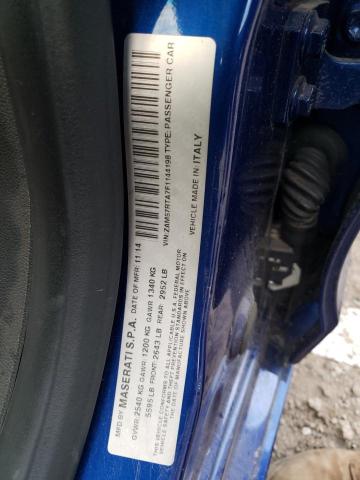 MFD BY MASERATI S.P.A. DATE OF MFR: 11.14
GVWR: 2540 KG GAWR: 1200 KG GAWR: 1340 KG
5595 LB FRONT: 2643 LB REAR: 2952 LB
THIS VEHICLE CONFORMS TO ALL APPLICABLE U.S.A. FEDERAL MOTOR
VEHICLE SAFETY AND THEFT PREVENTION STANDARDS IN EFFECT ON THE
DATE OF MANUFACTURE SHOWN ABOVE.
VIN: ZAM57RTA7F1144198 TYPE: PASSENGER CAR
VEHICLE MADE IN: ITALY